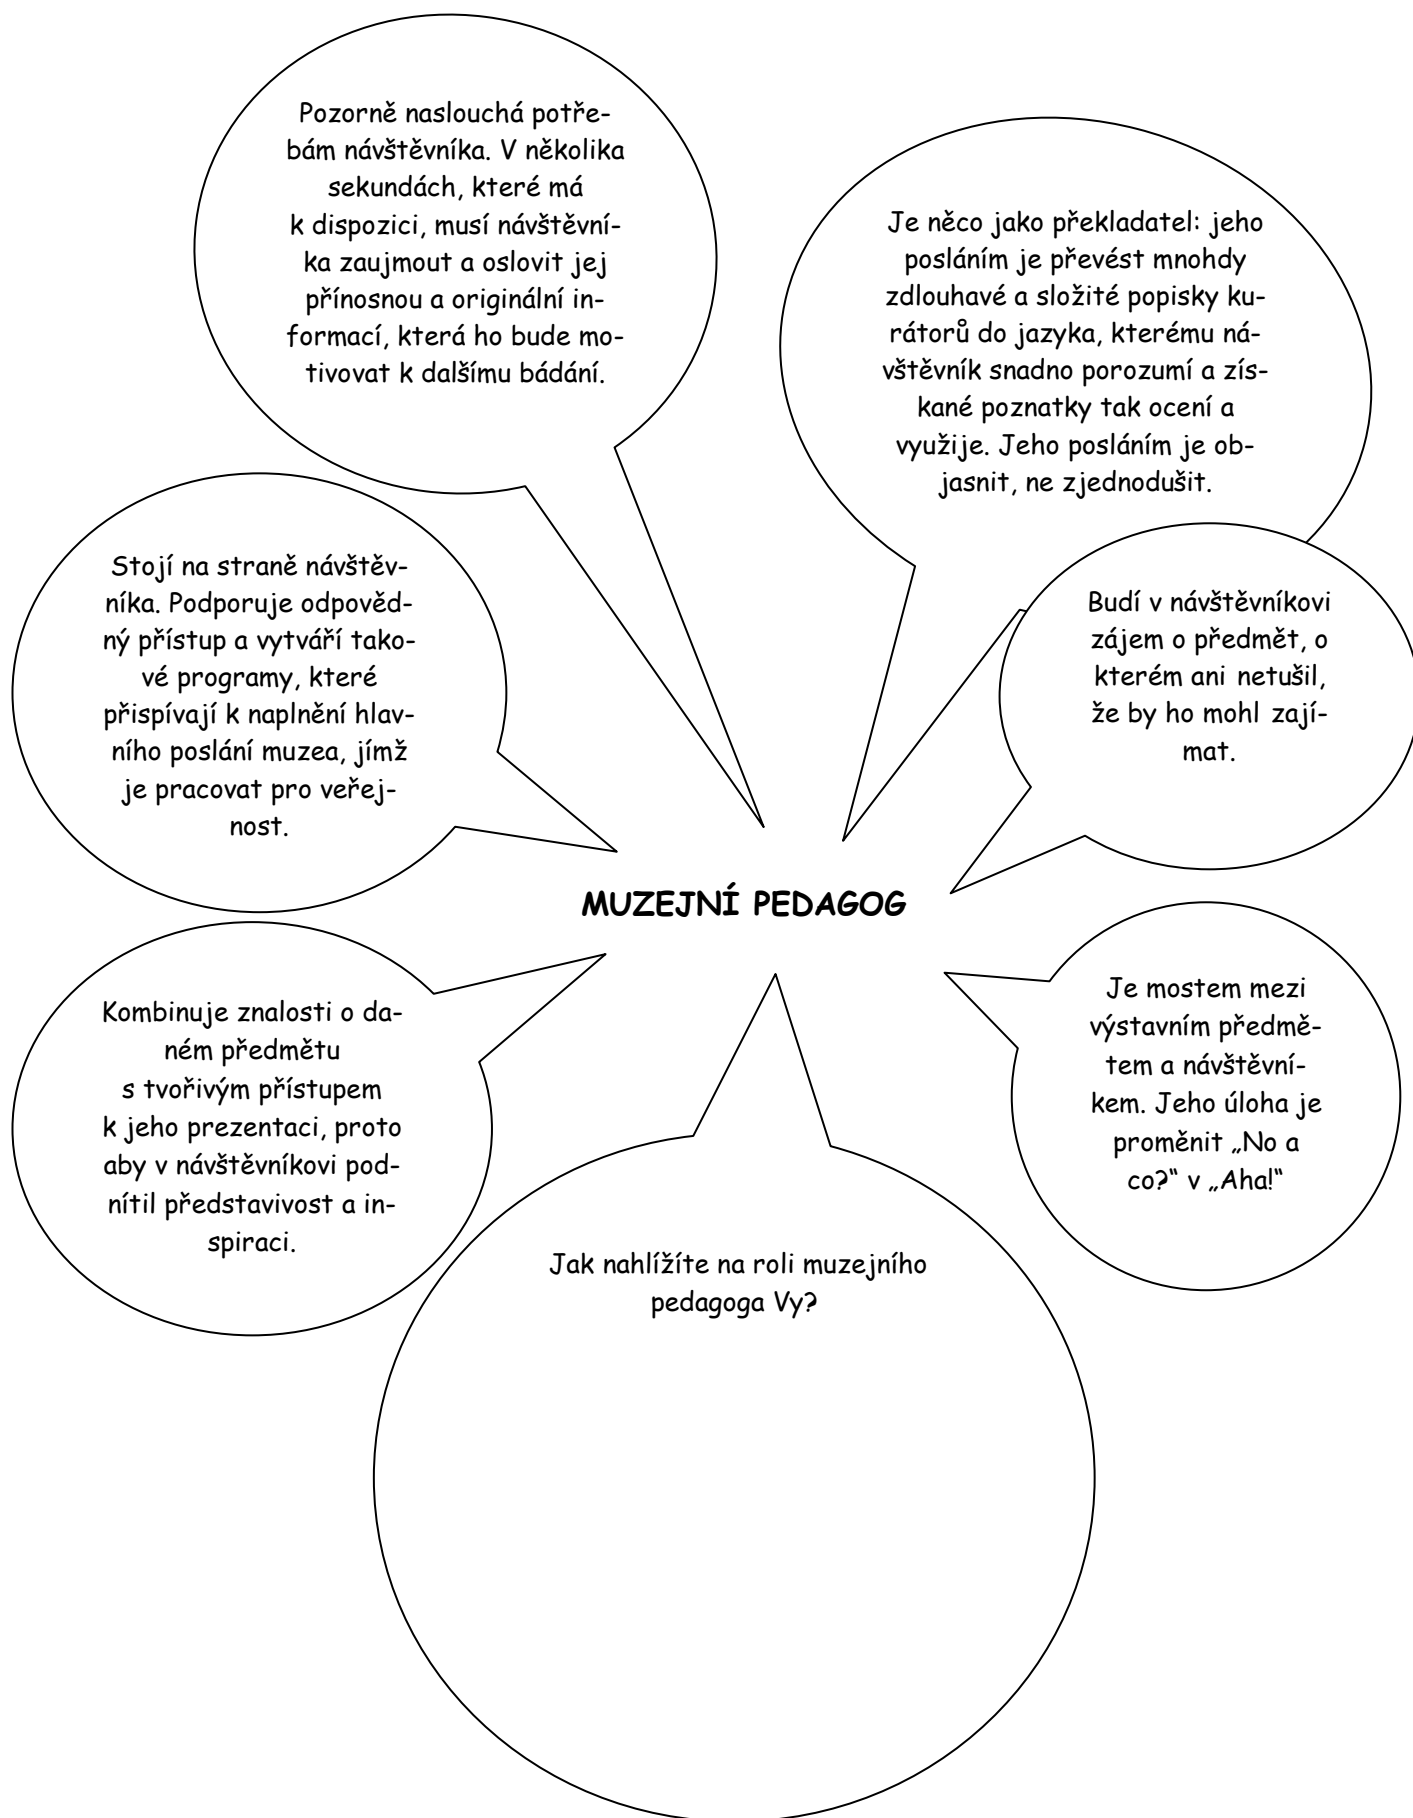 Pozorně naslouchá potře-
bám návštěvníka. V několika
sekundách, které má
k dispozici, musí návštěvní-
ka zaujmout a oslovit jej
přínosnou a originální in-
formací, která ho bude mo-
tivovat k dalšímu bádání.
Je něco jako překladatel: jeho
posláním je převést mnohdy
zdlouhavé a složité popisky ku-
rátorů do jazyka, kterému ná-
vštěvník snadno porozumí a zís-
kané poznatky tak ocení a
využije. Jeho posláním je ob-
jasnit, ne zjednodušit.
Stojí na straně návštěv-
níka. Podporuje odpověd-
ný přístup a vytváří tako-
vé programy, které
přispívají k naplnění hlav-
ního poslání muzea, jímž
je pracovat pro veřej-
nost.
Budí v návštěvníkovi
zájem o předmět, o
kterém ani netušil,
že by ho mohl zají-
mat.
MUZEJNÍ PEDAGOG
Kombinuje znalosti o da-
ném předmětu
s tvořivým přístupem
k jeho prezentaci, proto
aby v návštěvníkovi pod-
nítil představivost a in-
spiraci.
Je mostem mezi
výstavním předmě-
tem a návštěvní-
kem. Jeho úloha je
proměnit „No a
co?“ v „Aha!“
Jak nahlížíte na roli muzejního
pedagoga Vy?